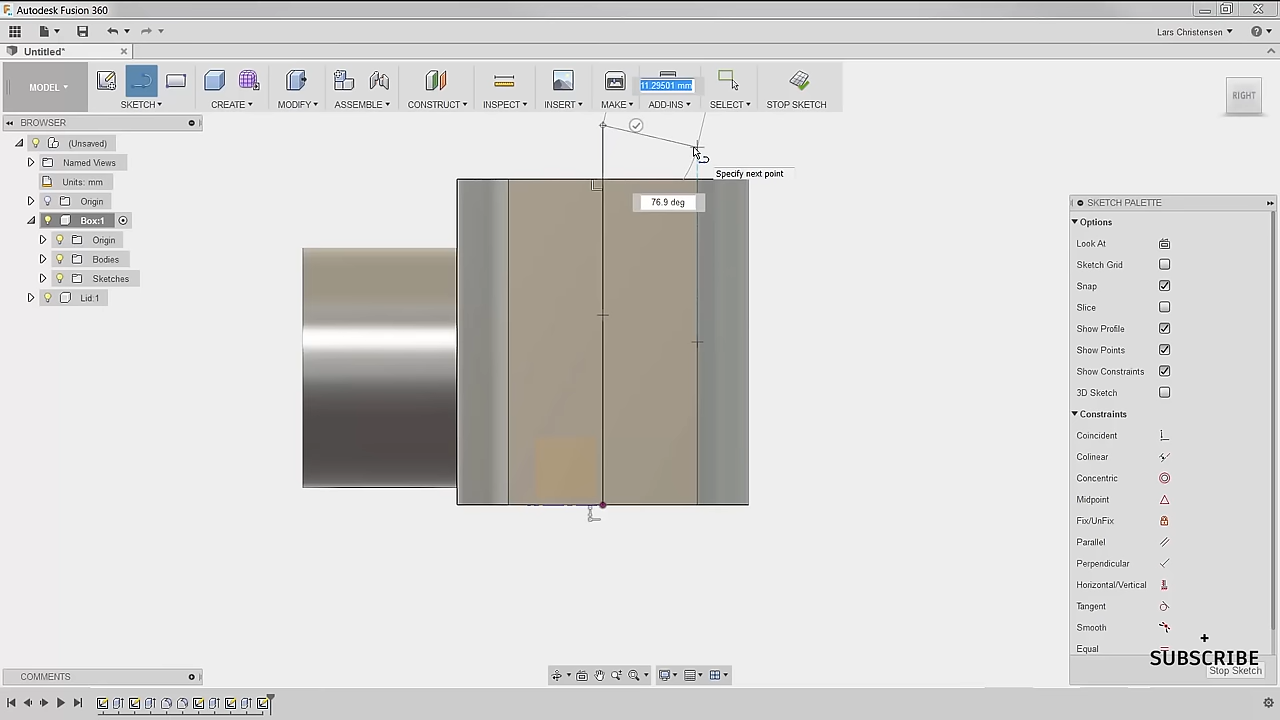 Autodesk Fusion 360
Lars Christensen
Untitled*
MODEL
SKETCH
CREATE
MODIFY
ASSEMBLE
CONSTRUCT
INSPECT
INSERT
MAKE
ADD-INS
SELECT
STOP SKETCH
11.29501 mm
RIGHT
BROWSER
(Unsaved)
Named Views
Units: mm
Origin
Box:1
Origin
Bodies
Sketches
Lid:1
Specify next point
76.9 deg
SKETCH PALETTE
Options
Look At
Sketch Grid
Snap
Slice
Show Profile
Show Points
Show Constraints
3D Sketch
Constraints
Coincident
Colinear
Concentric
Midpoint
Fix/UnFix
Parallel
Perpendicular
Horizontal/Vertical
Tangent
Smooth
Equal
SUBSCRIBE
Stop Sketch
COMMENTS